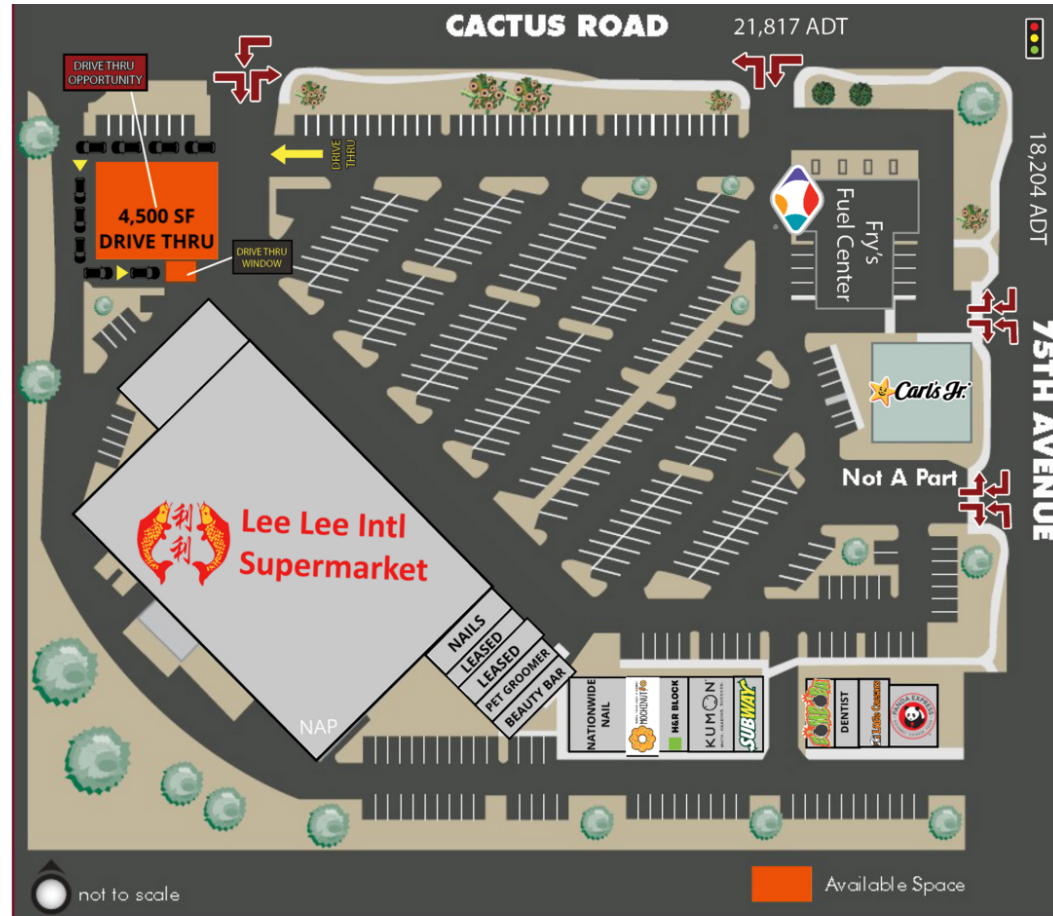 CACTUS ROAD
21,817 ADT
DRIVE THRU
OPPORTUNITY
DRIVE
THRU
18,204 ADT
4,500 SF
DRIVE THRU
DRIVE THRU
WINDOW
Fry's
Fuel Center
75TH AVENUE
Carl's Jr.
Not A Part
利 利
Lee Lee Intl
Supermarket
NAILS
LEASED
LEASED
PET GROOMER
BEAUTY BAR
NAP
NATIONWIDE
NAIL
MOCHINUT
H&R BLOCK
KUMON
SUBWAY
DENTIST
Little Caesars
PANDA EXPRESS
not to scale
Available Space